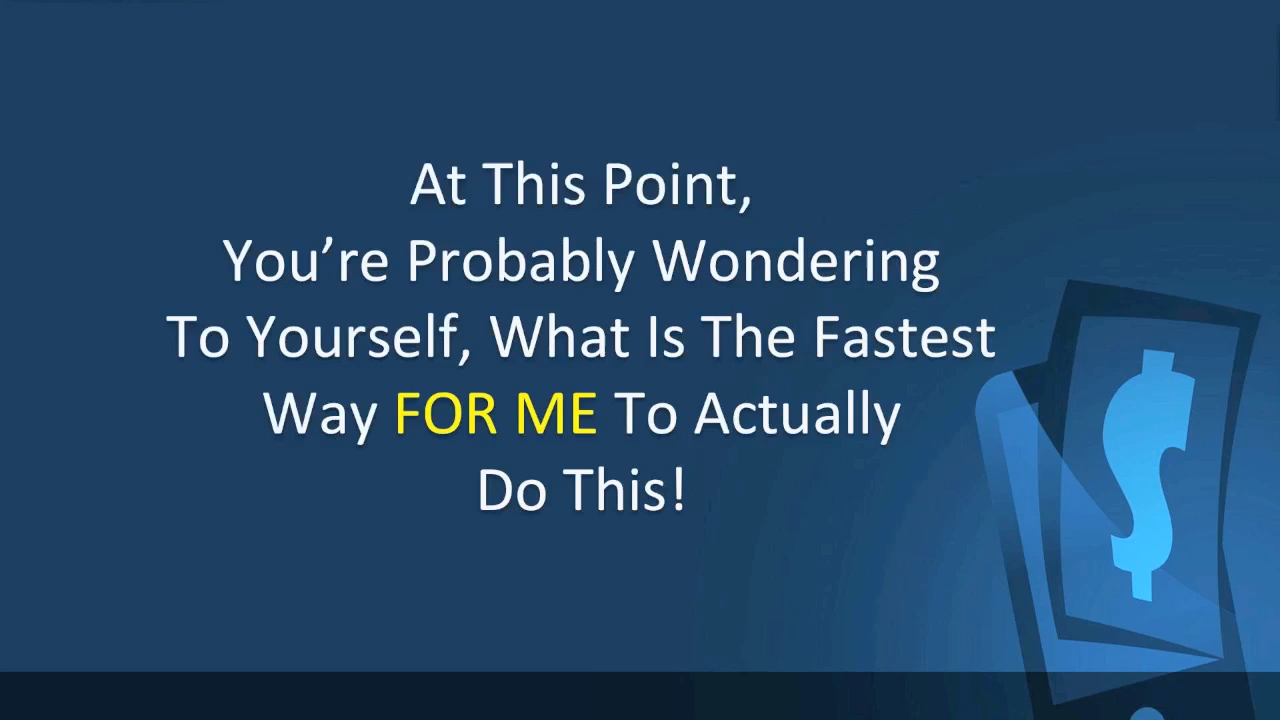 At This Point,
You’re Probably Wondering
To Yourself, What Is The Fastest
Way FOR ME To Actually
Do This!
$